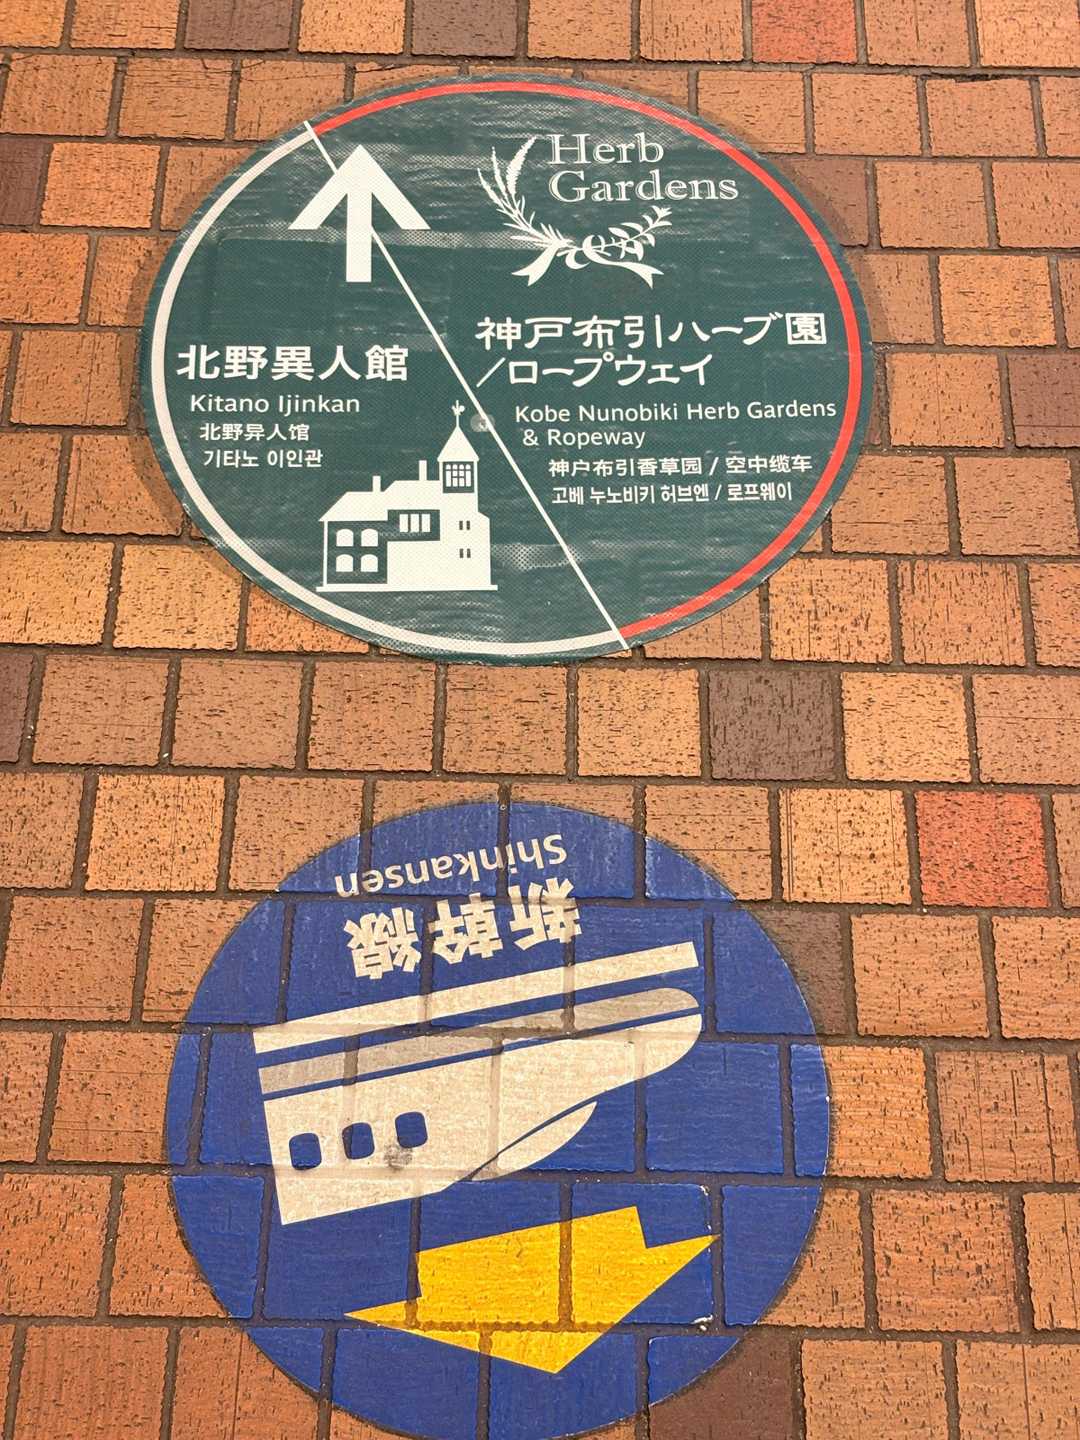 Herb
Gardens
北野異人館
Kitano Ijinkan
北野异人馆
기타노 이인관
神戸布引ハーブ園
/ロープウェイ
Kobe Nunobiki Herb Gardens
& Ropeway
神户布引香草园 / 空中缆车
고베 누노비키 허브엔 / 로프웨이
新幹線
Shinkansen